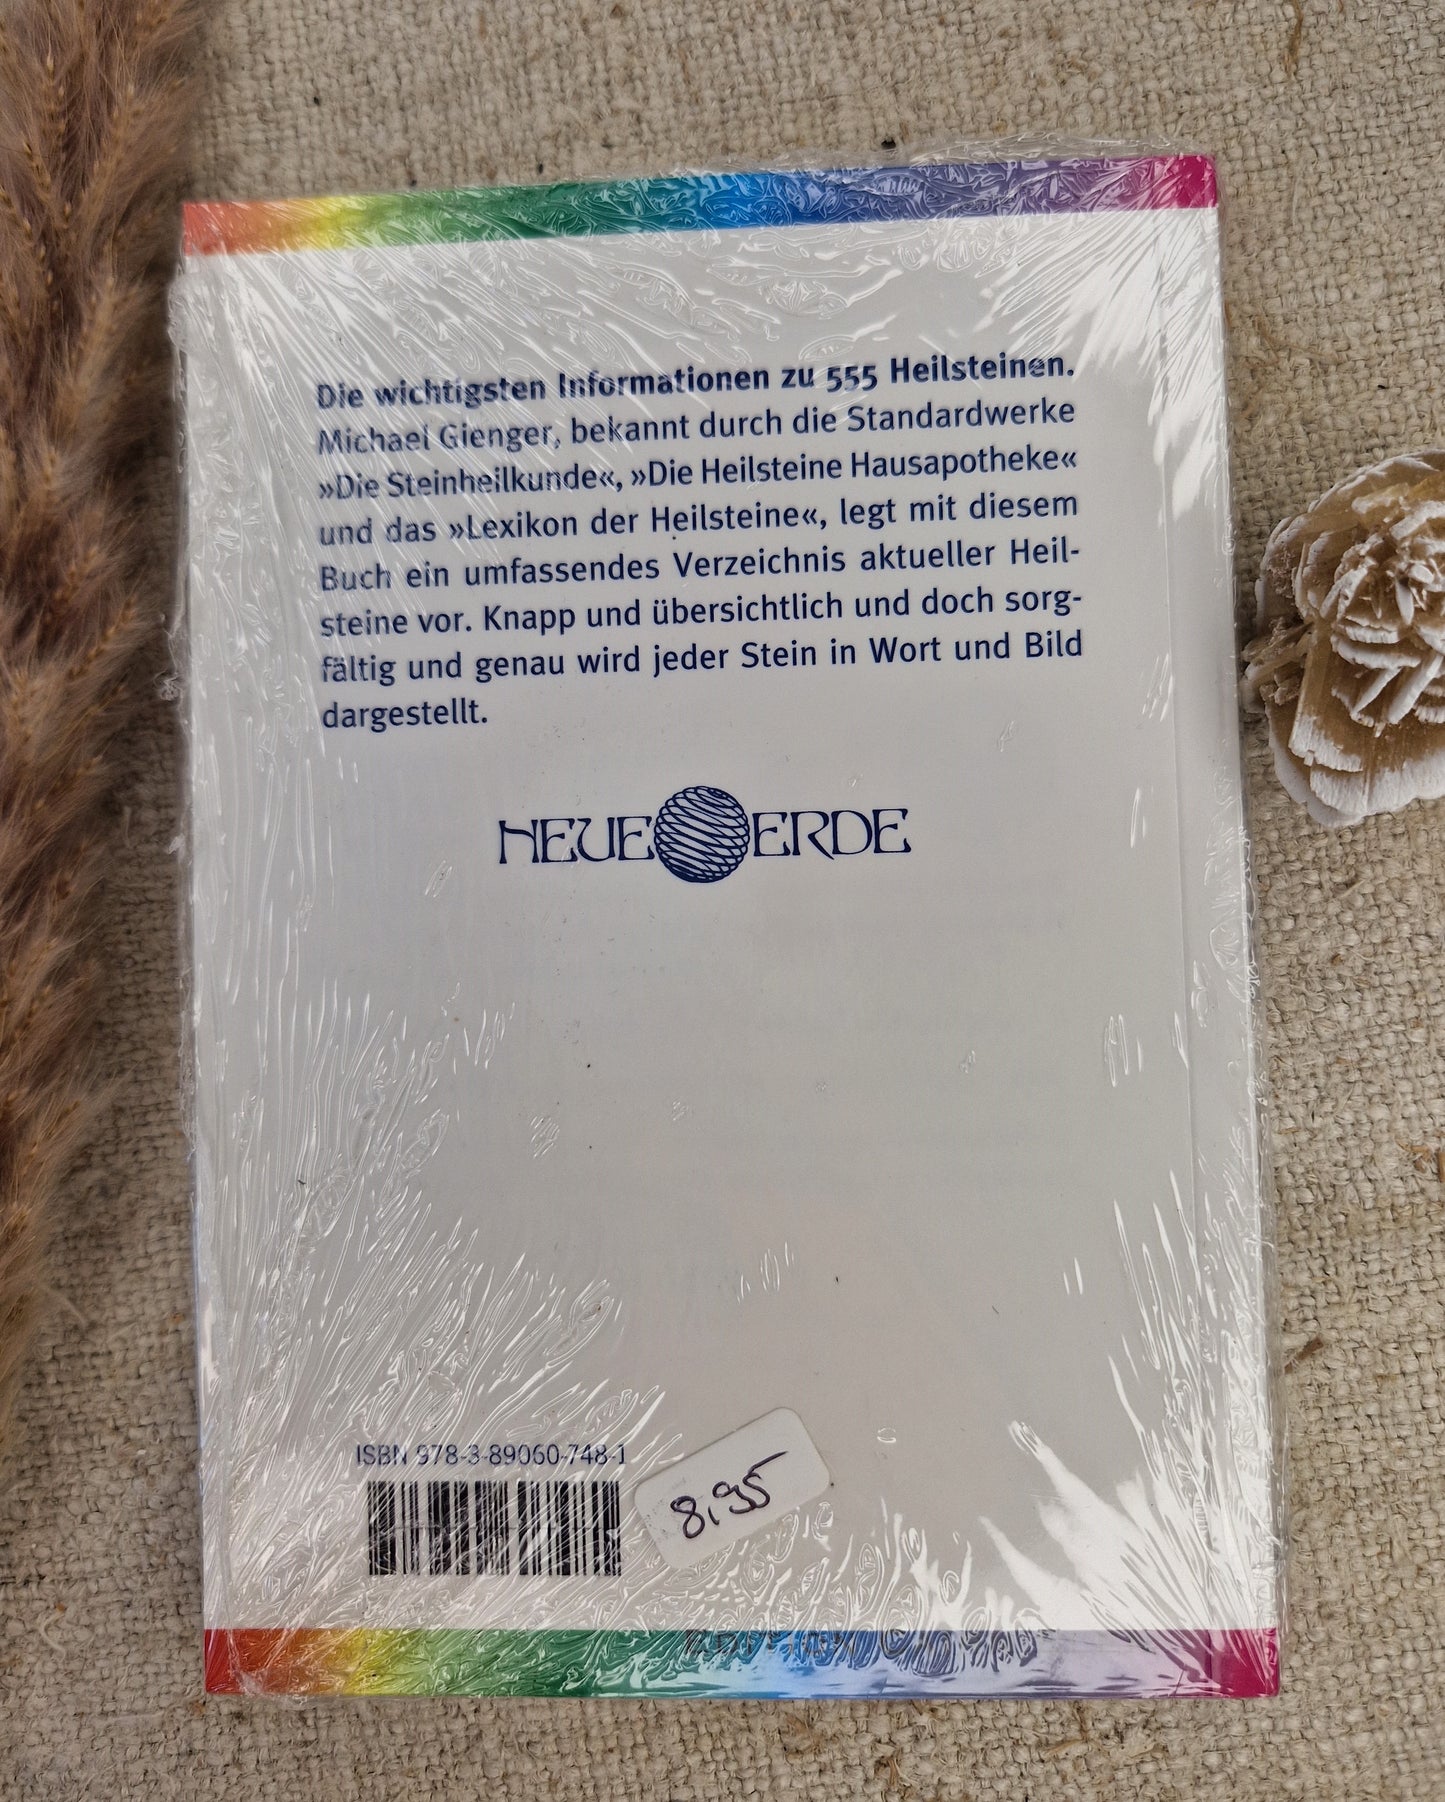 Die wichtigsten Informationen zu 555 Heilsteinen.
Michael Gienger, bekannt durch die Standardwerke
»Die Steinheilkunde«, »Die Heilsteine Hausapotheke«
und das »Lexikon der Heilsteine«, legt mit diesem
Buch ein umfassendes Verzeichnis aktueller Heil-
steine vor. Knapp und übersichtlich und doch sorg-
fältig und genau wird jeder Stein in Wort und Bild
dargestellt.
NEUE ERDE
ISBN 978-3-89060-748-1
8,95